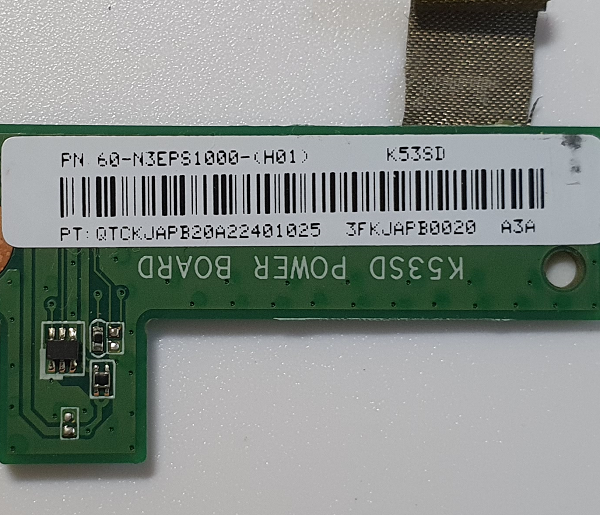 PN 60-N3EPS1000-(H01) K53SD
PT: QTCKJAPB20A22401025 3FKJAPB0020 A3A
K53SD POWER BOARD